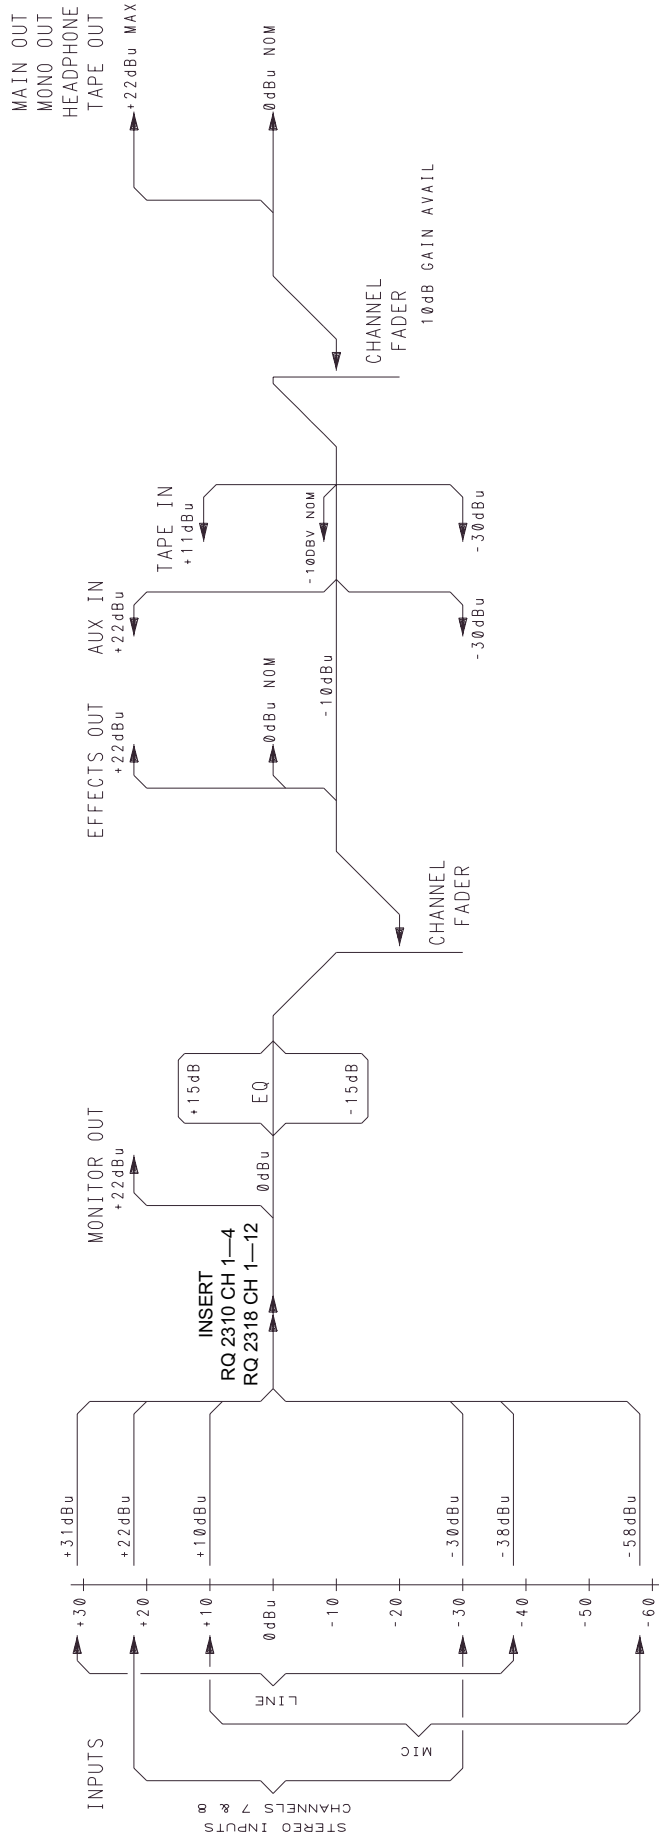 INPUTS
STEREO INPUTS
CHANNELS 7 & 8
LINE
MIC
+30
+20
+10
0dBu
-10
-20
-30
-40
-50
-60
+31dBu
+22dBu
+10dBu
-30dBu
-38dBu
-58dBu
INSERT
RQ 2310 CH 1—4
RQ 2318 CH 1—12
MONITOR OUT
+22dBu
0dBu
+15dB
EQ
-15dB
CHANNEL
FADER
EFFECTS OUT
+22dBu
0dBu NOM
-10dBu
AUX IN
+22dBu
-30dBu
TAPE IN
+11dBu
-10DBV NOM
-30dBu
CHANNEL
FADER
10dB GAIN AVAIL
MAIN OUT
MONO OUT
HEADPHONE
TAPE OUT
+22dBu MAX
0dBu NOM